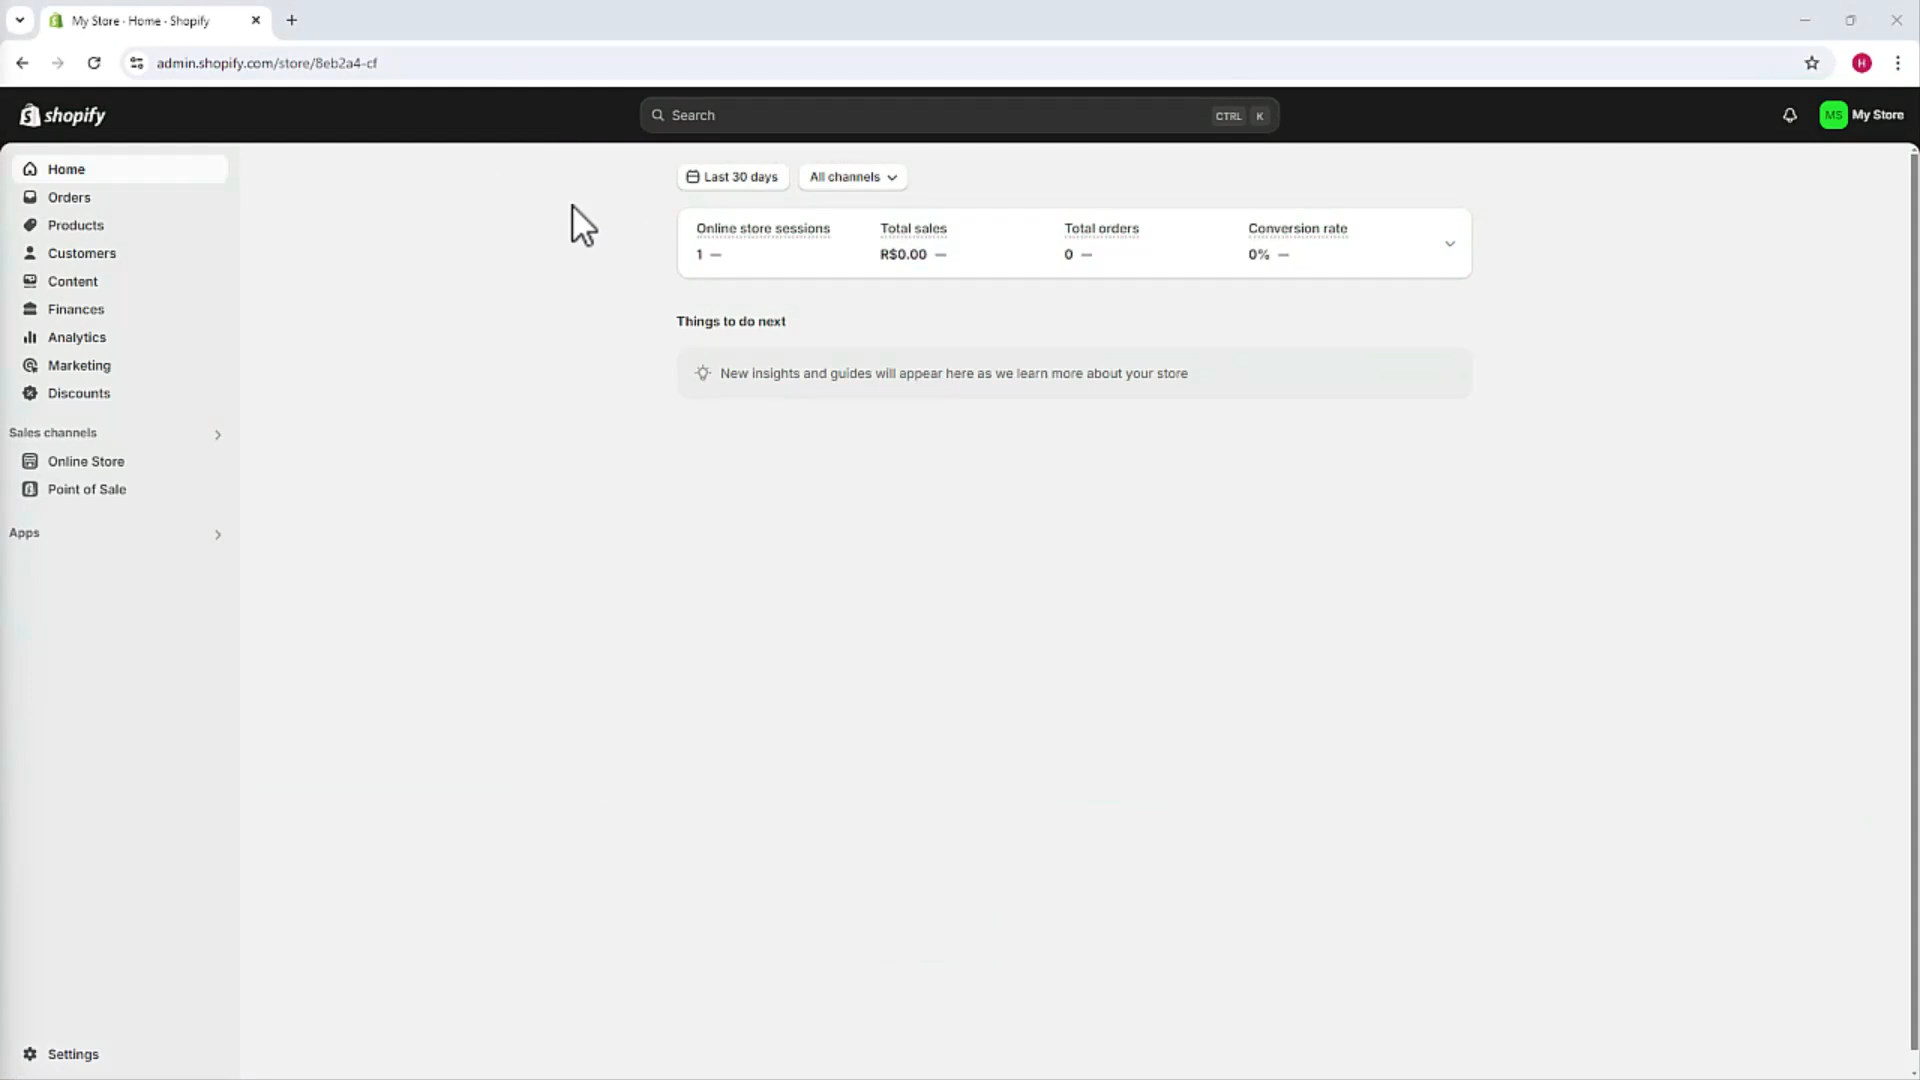 My Store · Home · Shopify
admin.shopify.com/store/8eb2a4-cf
H
shopify
Search
CTRL K
MS My Store
Home
Orders
Products
Customers
Content
Finances
Analytics
Marketing
Discounts
Sales channels
Online Store
Point of Sale
Apps
Settings
Last 30 days All channels
Online store sessions Total sales Total orders Conversion rate
1 — R$0.00 — 0 — 0% —
Things to do next
New insights and guides will appear here as we learn more about your store